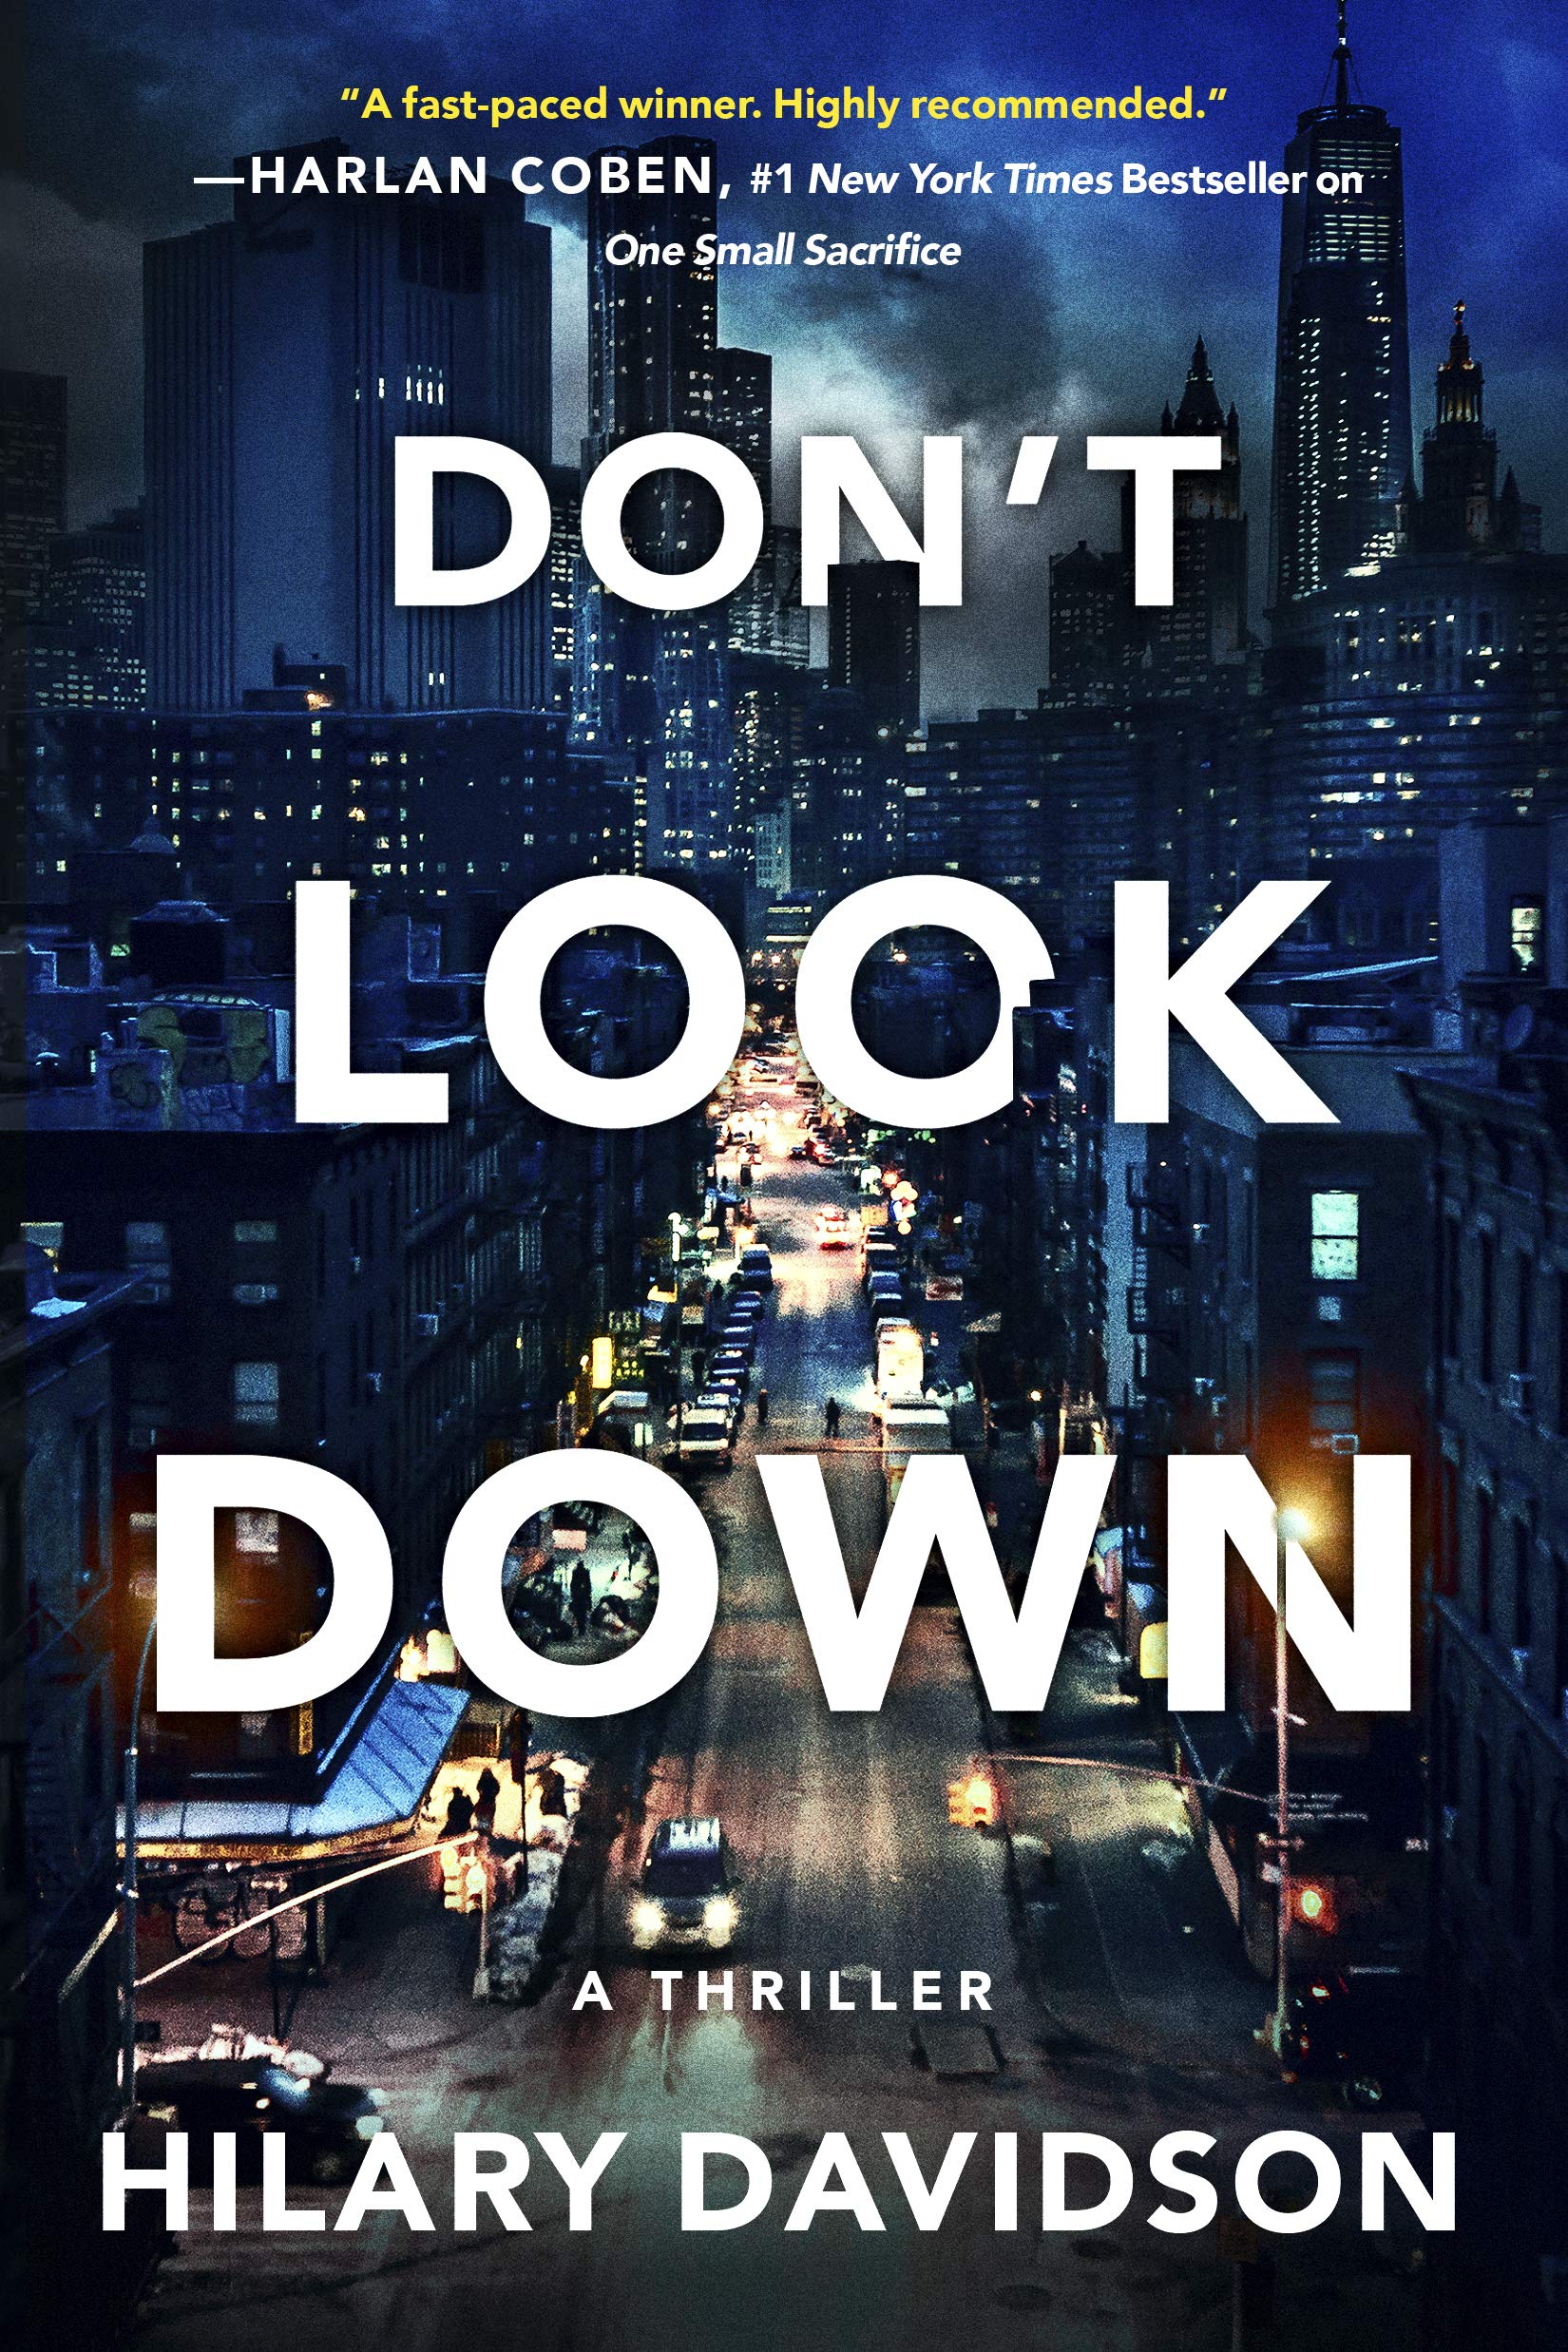 “A fast-paced winner. Highly recommended.”
—HARLAN COBEN, #1 New York Times Bestseller on
One Small Sacrifice
DON’T
LOOK
DOWN
A THRILLER
HILARY DAVIDSON